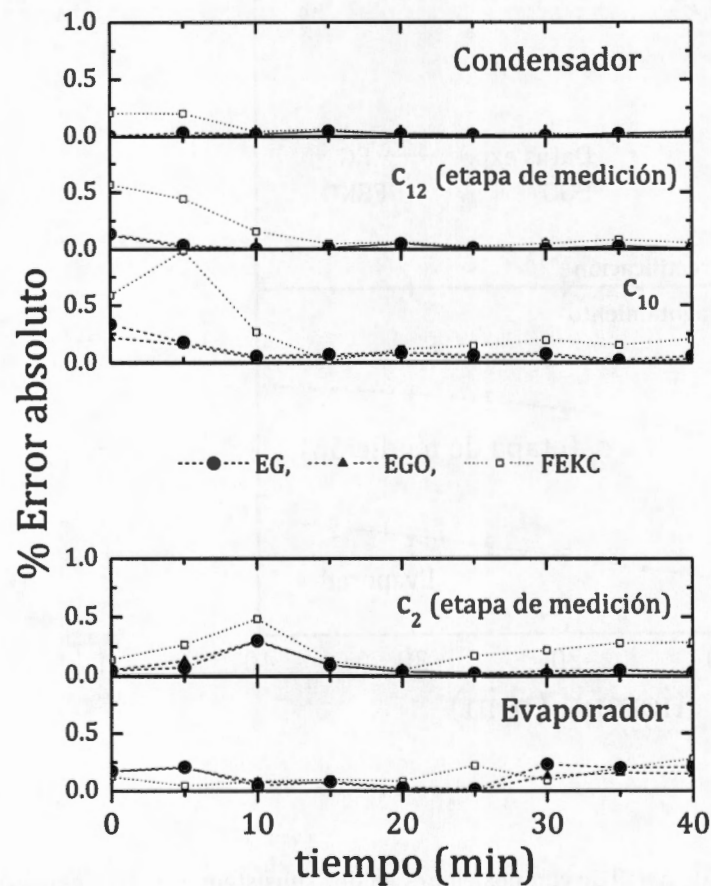 1.0
Condensador
0.5
0.0
C12 (etapa de medición)
0.5
0.0
C10
0.5
0.0
% Error absoluto
EG, EGO, FEKC
1.0
C2 (etapa de medición)
0.5
0.0
Evaporador
0.5
0.0
0 10 20 30 40
tiempo (min)